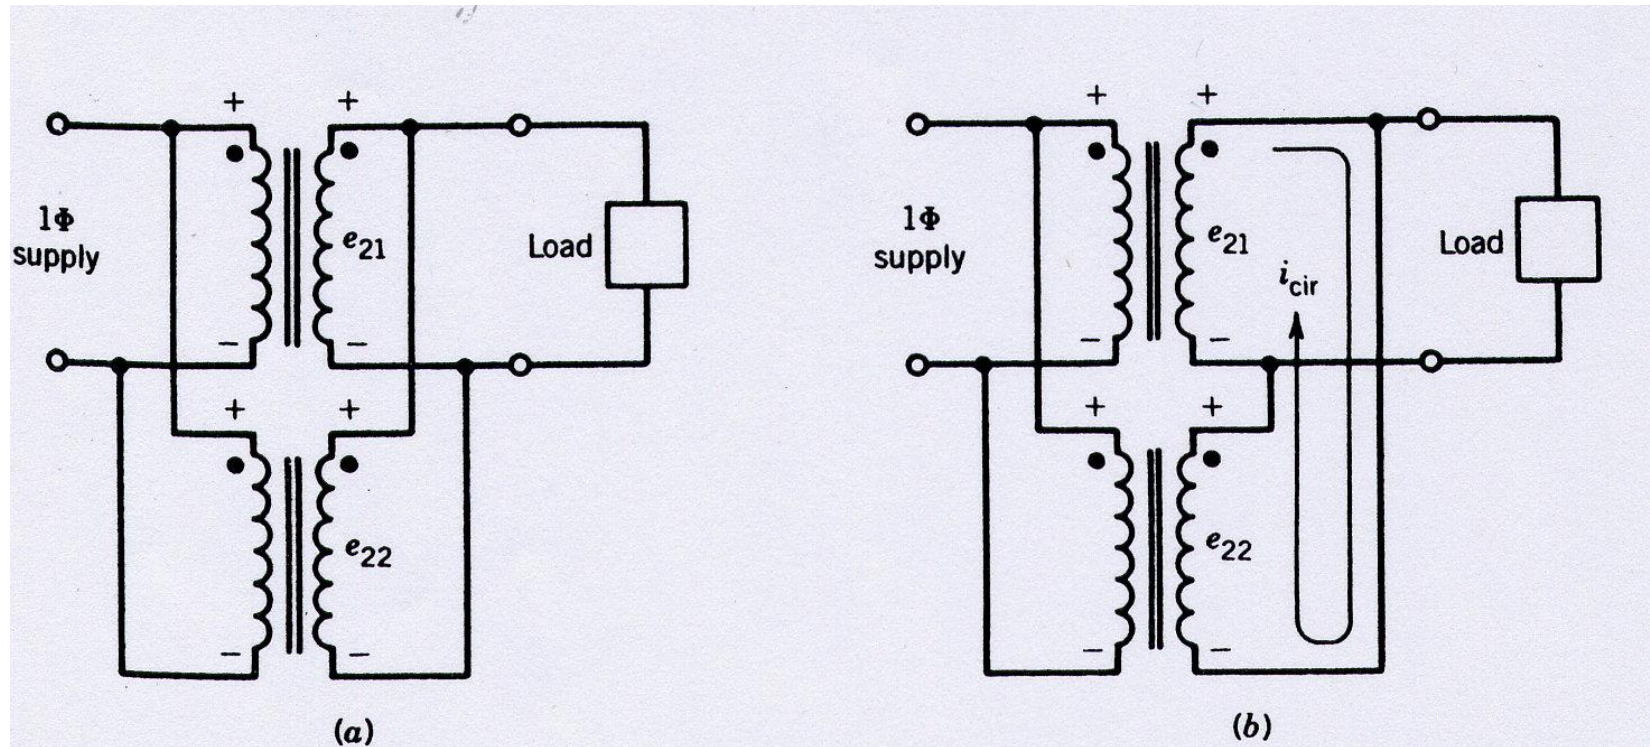 + +
1Φ
supply
e21
Load
− −
+ +
e22
− −
(a)
+ +
1Φ
supply
e21
icir
Load
− −
+ +
e22
− −
(b)